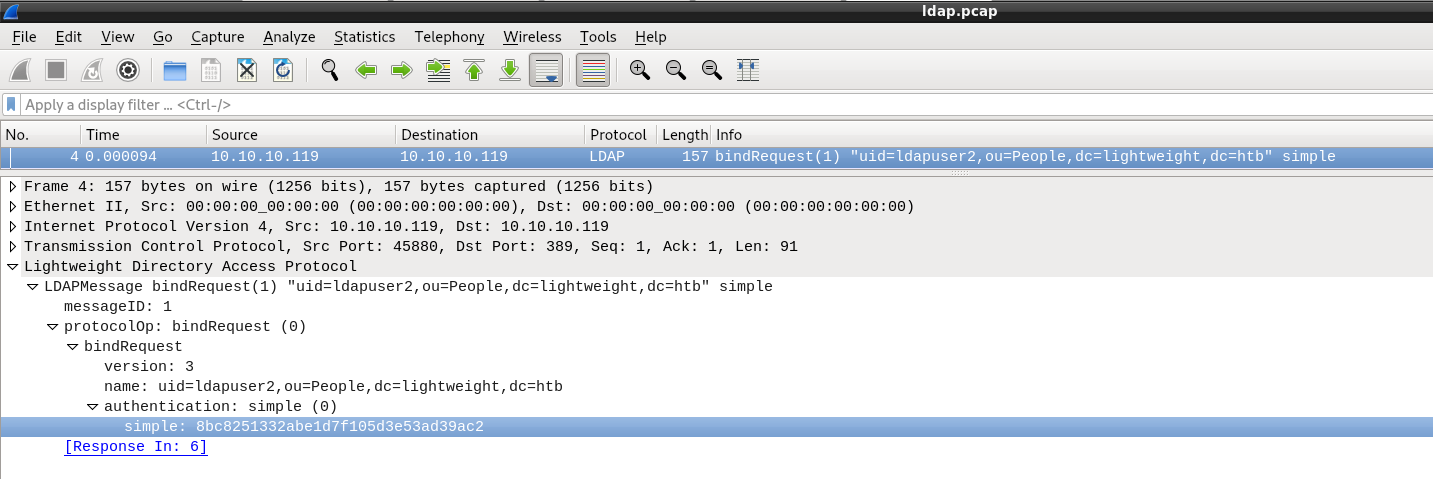 ldap.pcap
File Edit View Go Capture Analyze Statistics Telephony Wireless Tools Help
Apply a display filter ... <Ctrl-/>
No. Time Source Destination Protocol Length Info
4 0.000094 10.10.10.119 10.10.10.119 LDAP 157 bindRequest(1) "uid=ldapuser2,ou=People,dc=lightweight,dc=htb" simple
Frame 4: 157 bytes on wire (1256 bits), 157 bytes captured (1256 bits)
Ethernet II, Src: 00:00:00_00:00:00 (00:00:00:00:00:00), Dst: 00:00:00_00:00:00 (00:00:00:00:00:00)
Internet Protocol Version 4, Src: 10.10.10.119, Dst: 10.10.10.119
Transmission Control Protocol, Src Port: 45880, Dst Port: 389, Seq: 1, Ack: 1, Len: 91
Lightweight Directory Access Protocol
LDAPMessage bindRequest(1) "uid=ldapuser2,ou=People,dc=lightweight,dc=htb" simple
messageID: 1
protocolOp: bindRequest (0)
bindRequest
version: 3
name: uid=ldapuser2,ou=People,dc=lightweight,dc=htb
authentication: simple (0)
simple: 8bc8251332abe1d7f105d3e53ad39ac2
[Response In: 6]